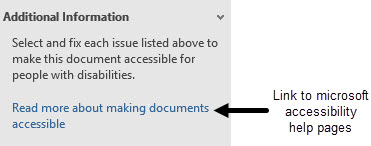 Additional Information
Select and fix each issue listed above to
make this document accessible for
people with disabilities.
Read more about making documents
accessible
Link to microsoft
accessibility
help pages